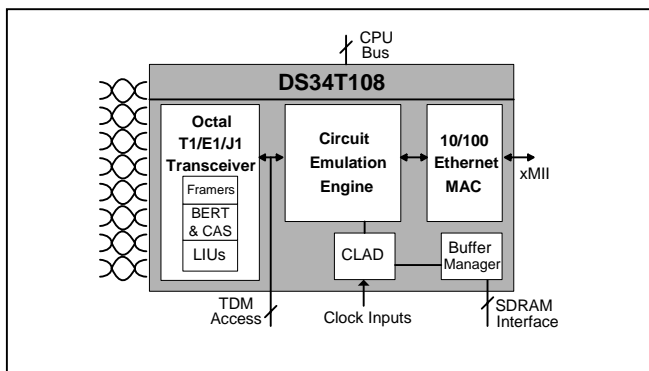 CPU
Bus
DS34T108
Octal
T1/E1/J1
Transceiver
Framers
BERT
& CAS
LIUs
Circuit
Emulation
Engine
10/100
Ethernet
MAC
xMII
CLAD
Buffer
Manager
TDM
Access
Clock Inputs
SDRAM
Interface